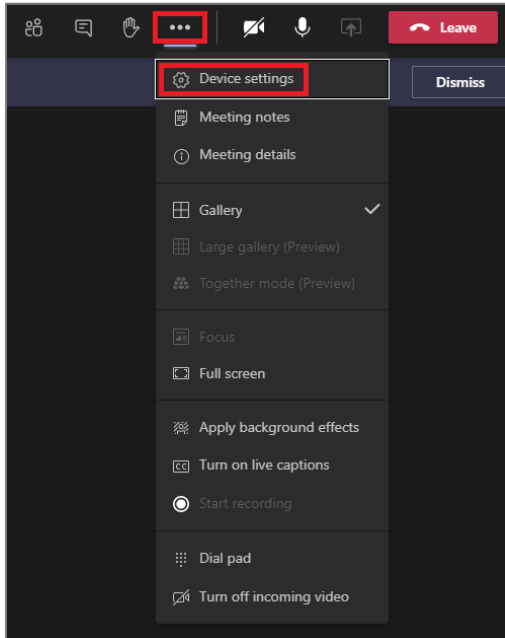 Leave
Device settings
Dismiss
Meeting notes
Meeting details
Gallery
Large gallery (Preview)
Together mode (Preview)
Focus
Full screen
Apply background effects
CC Turn on live captions
Start recording
Dial pad
Turn off incoming video